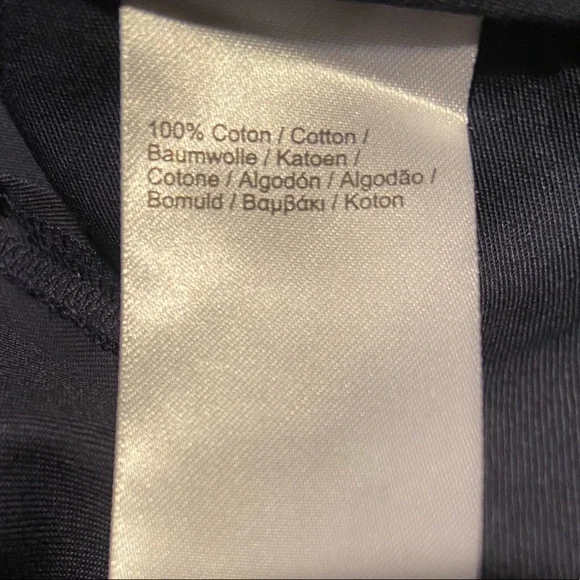 100% Coton / Cotton /
Baumwolle / Katoen /
Cotone / Algodón / Algodão /
Bomuld / Βαμβάκι / Koton